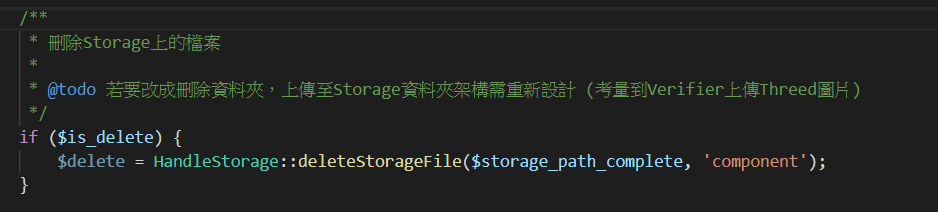 /**
 * 刪除Storage上的檔案
 *
 * @todo 若要改成刪除資料夾，上傳至Storage資料夾架構需重新設計 (考量到Verifier上傳Threed圖片)
 */
if ($is_delete) {
    $delete = HandleStorage::deleteStorageFile($storage_path_complete, 'component');
}